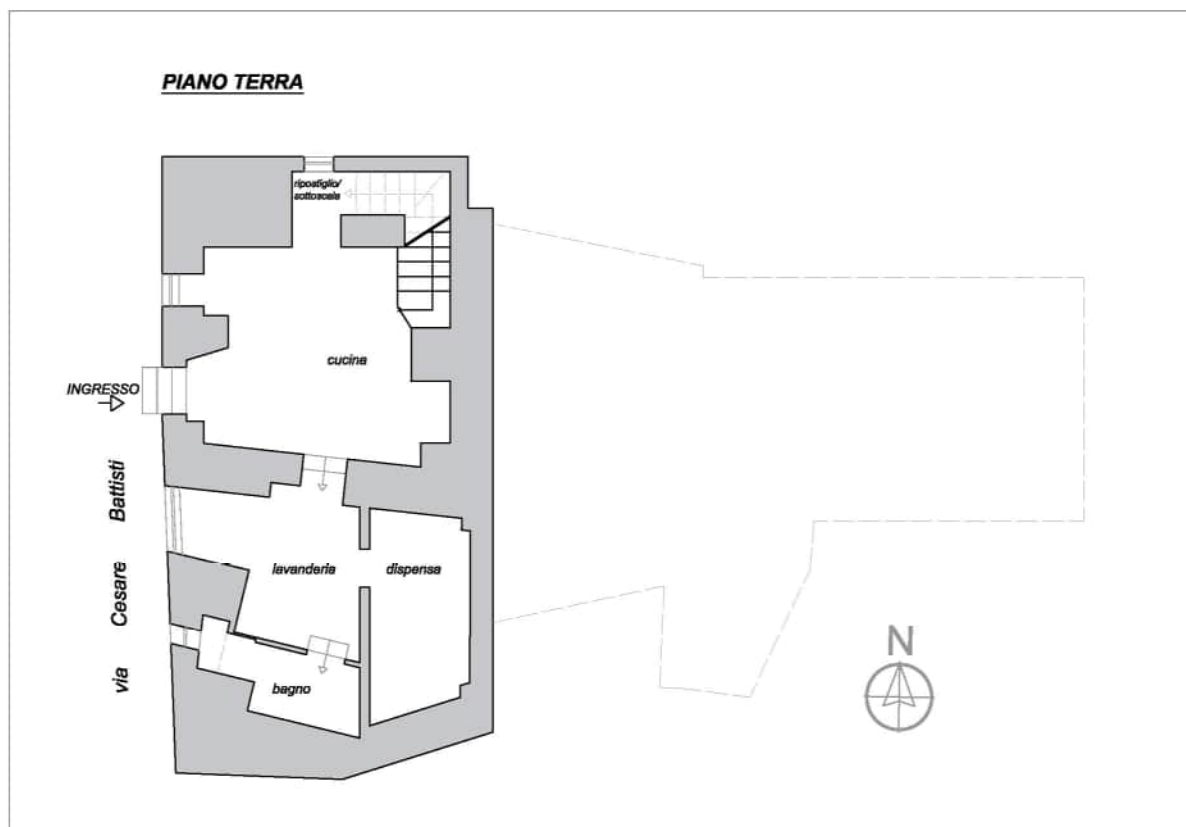 PIANO TERRA
ripostiglio/
sottoscala
cucina
INGRESSO
via Cesare Battisti
lavanderia
dispensa
bagno
N